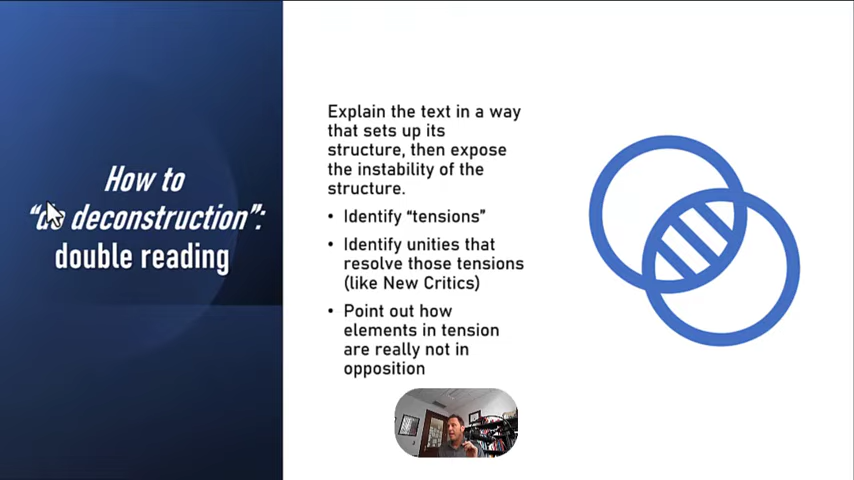 How to
“do deconstruction”:
double reading
Explain the text in a way
that sets up its
structure, then expose
the instability of the
structure.
• Identify “tensions”
• Identify unities that
resolve those tensions
(like New Critics)
• Point out how
elements in tension
are really not in
opposition